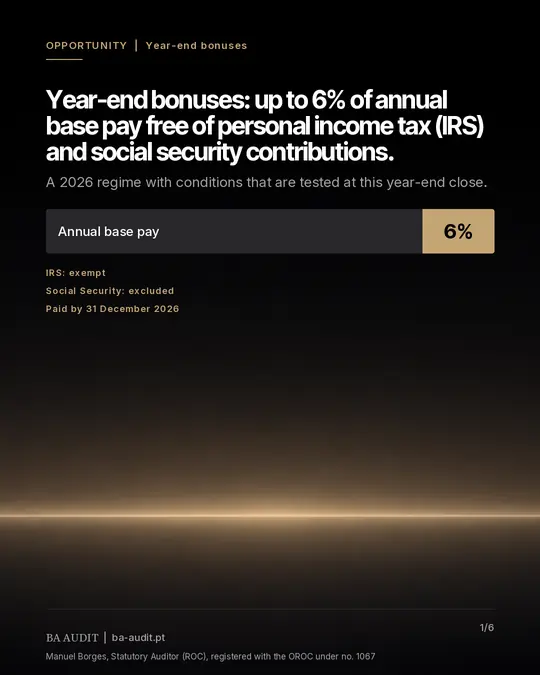 OPPORTUNITY | Year-end bonuses
Year-end bonuses: up to 6% of annual
base pay free of personal income tax (IRS)
and social security contributions.
A 2026 regime with conditions that are tested at this year-end close.
Annual base pay 6%
IRS: exempt
Social Security: excluded
Paid by 31 December 2026
1/6
BA AUDIT | ba-audit.pt
Manuel Borges, Statutory Auditor (ROC), registered with the OROC under no. 1067